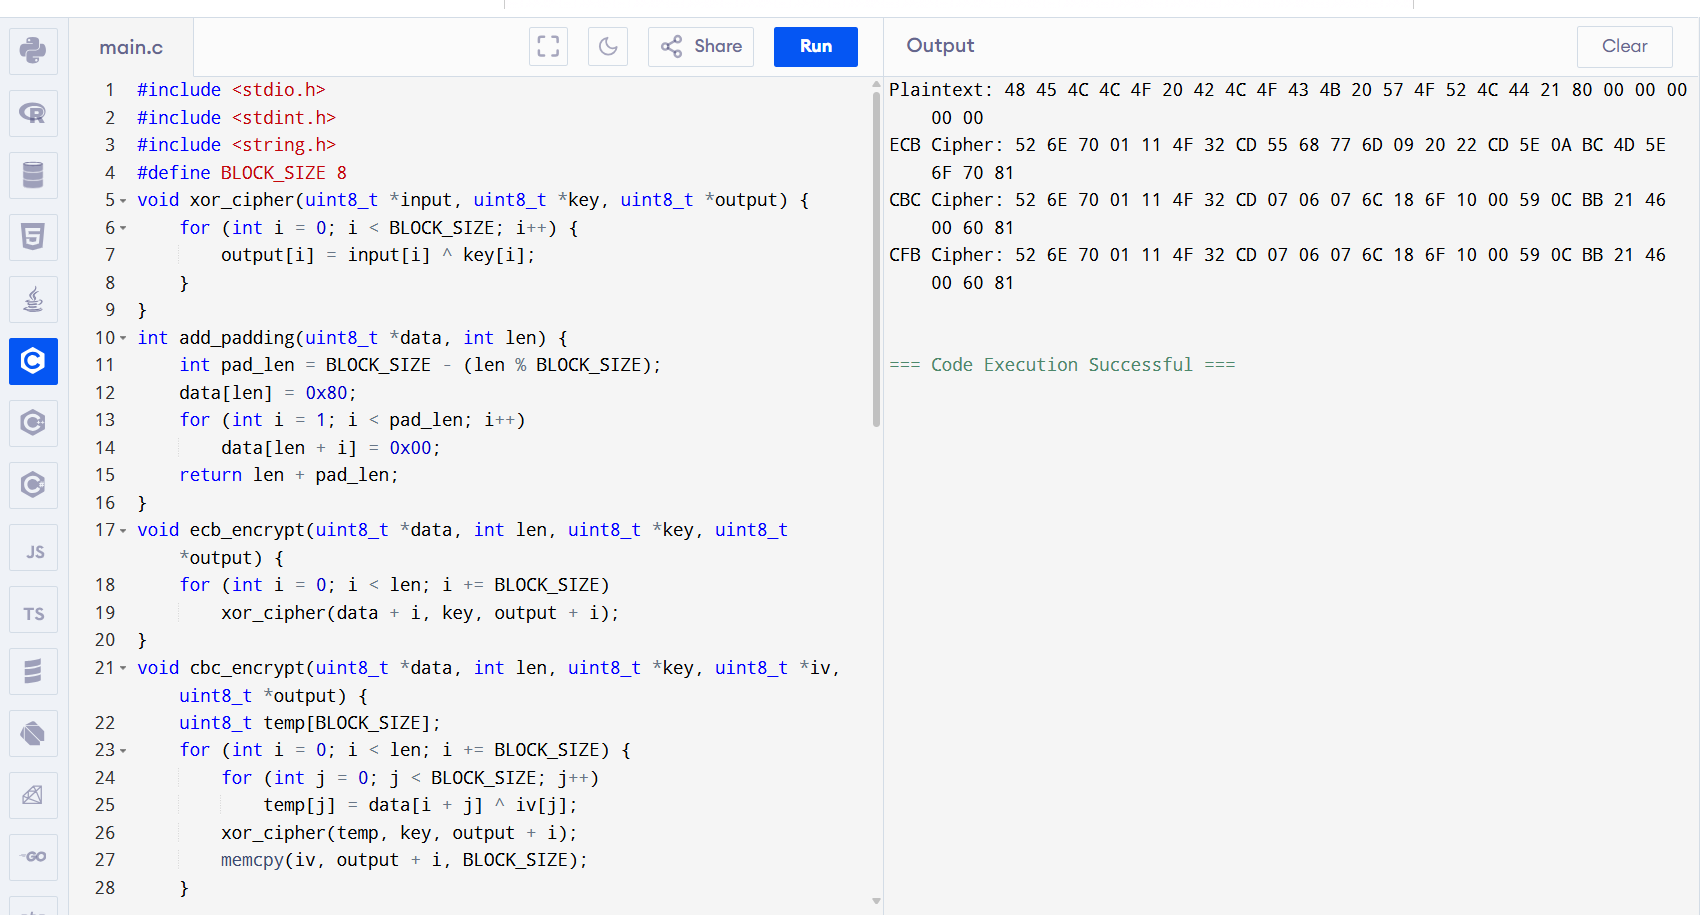 main.c
Share
Run
Output
Clear
1 #include <stdio.h>
2 #include <stdint.h>
3 #include <string.h>
4 #define BLOCK_SIZE 8
5 void xor_cipher(uint8_t *input, uint8_t *key, uint8_t *output) {
6     for (int i = 0; i < BLOCK_SIZE; i++) {
7         output[i] = input[i] ^ key[i];
8     }
9 }
10 int add_padding(uint8_t *data, int len) {
11     int pad_len = BLOCK_SIZE - (len % BLOCK_SIZE);
12     data[len] = 0x80;
13     for (int i = 1; i < pad_len; i++)
14         data[len + i] = 0x00;
15     return len + pad_len;
16 }
17 void ecb_encrypt(uint8_t *data, int len, uint8_t *key, uint8_t
*output) {
18     for (int i = 0; i < len; i += BLOCK_SIZE)
19         xor_cipher(data + i, key, output + i);
20 }
21 void cbc_encrypt(uint8_t *data, int len, uint8_t *key, uint8_t *iv,
uint8_t *output) {
22     uint8_t temp[BLOCK_SIZE];
23     for (int i = 0; i < len; i += BLOCK_SIZE) {
24         for (int j = 0; j < BLOCK_SIZE; j++)
25             temp[j] = data[i + j] ^ iv[j];
26         xor_cipher(temp, key, output + i);
27         memcpy(iv, output + i, BLOCK_SIZE);
28     }
Plaintext: 48 45 4C 4C 4F 20 42 4C 4F 43 4B 20 57 4F 52 4C 44 21 80 00 00 00
00 00
ECB Cipher: 52 6E 70 01 11 4F 32 CD 55 68 77 6D 09 20 22 CD 5E 0A BC 4D 5E
6F 70 81
CBC Cipher: 52 6E 70 01 11 4F 32 CD 07 06 07 6C 18 6F 10 00 59 0C BB 21 46
00 60 81
CFB Cipher: 52 6E 70 01 11 4F 32 CD 07 06 07 6C 18 6F 10 00 59 0C BB 21 46
00 60 81
=== Code Execution Successful ===
R
5
C
C
C
JS
TS
GO